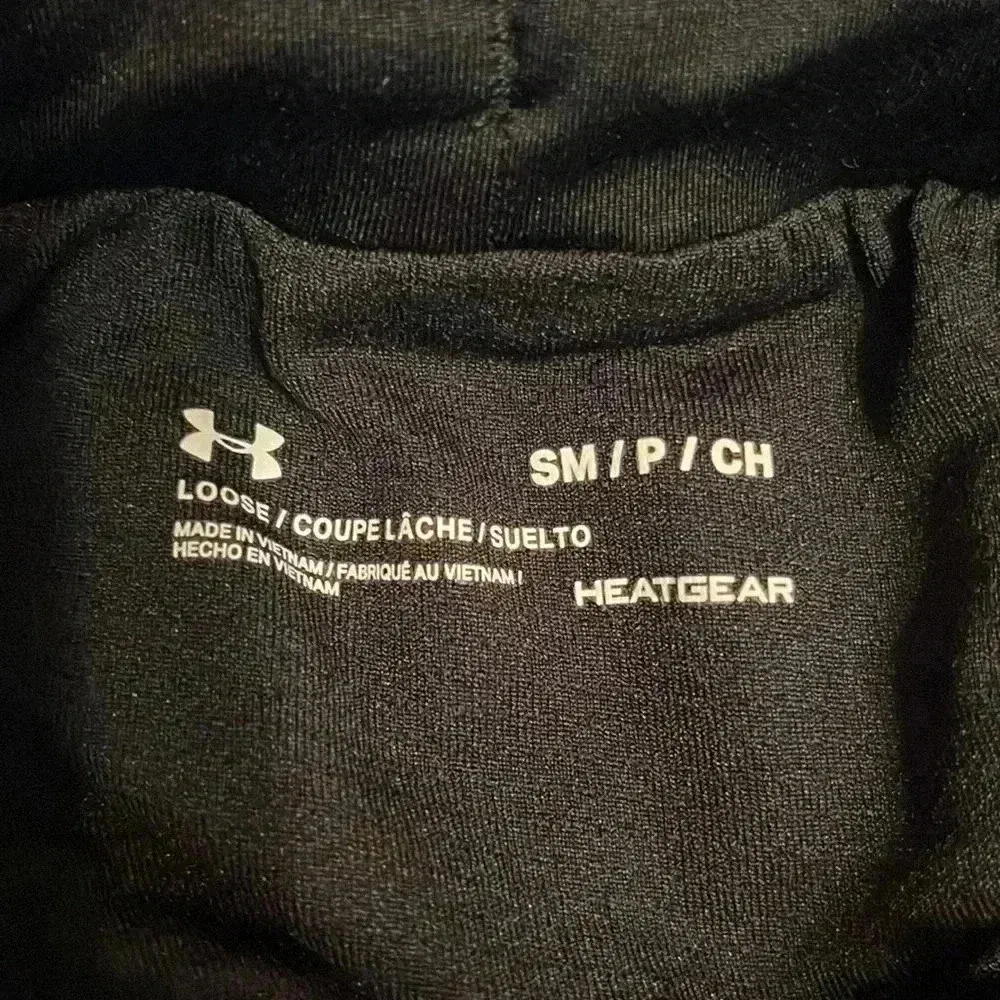 SM / P / CH
LOOSE / COUPE LÂCHE / SUELTO
MADE IN VIETNAM / FABRIQUÉ AU VIETNAM /
HECHO EN VIETNAM
HEATGEAR